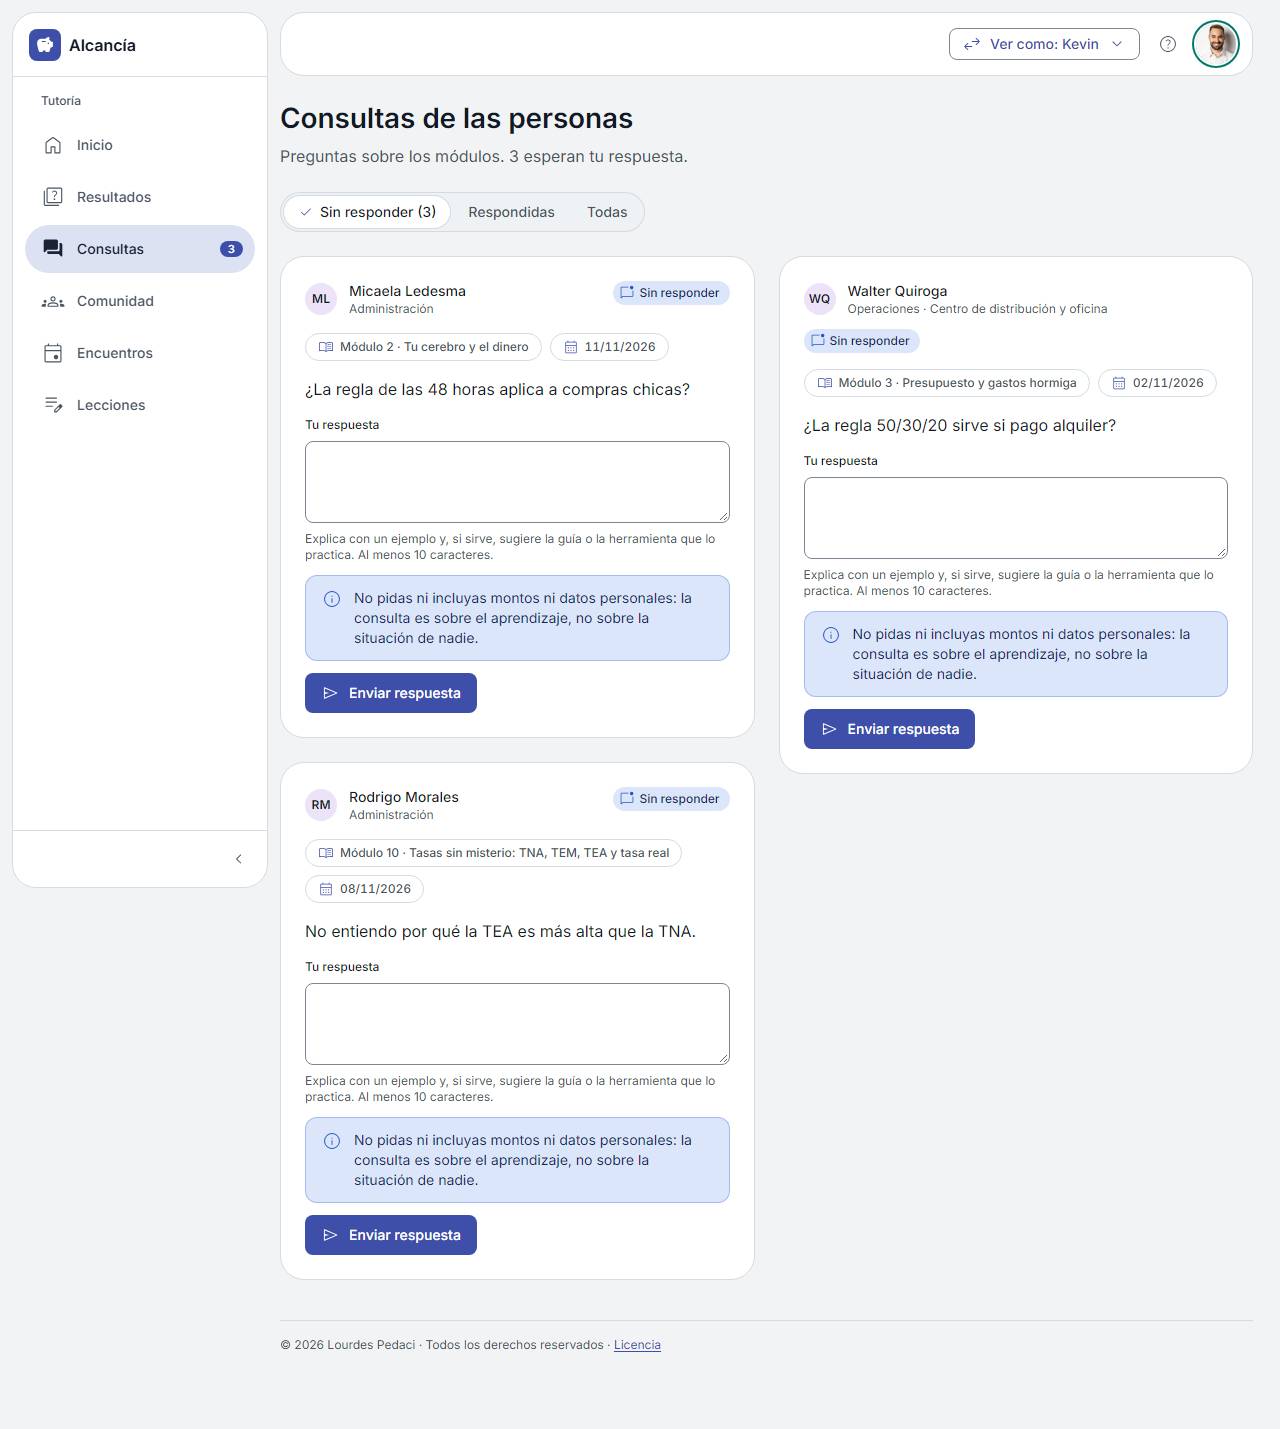 Alcancía
Ver como: Kevin
Tutoría
Inicio
Resultados
Consultas
3
Comunidad
Encuentros
Lecciones
Consultas de las personas
Preguntas sobre los módulos. 3 esperan tu respuesta.
Sin responder (3)
Respondidas
Todas
ML
Micaela Ledesma
Administración
Sin responder
Módulo 2 · Tu cerebro y el dinero
11/11/2026
¿La regla de las 48 horas aplica a compras chicas?
Tu respuesta
Explica con un ejemplo y, si sirve, sugiere la guía o la herramienta que lo
practica. Al menos 10 caracteres.
No pidas ni incluyas montos ni datos personales: la
consulta es sobre el aprendizaje, no sobre la
situación de nadie.
Enviar respuesta
WQ
Walter Quiroga
Operaciones · Centro de distribución y oficina
Sin responder
Módulo 3 · Presupuesto y gastos hormiga
02/11/2026
¿La regla 50/30/20 sirve si pago alquiler?
Tu respuesta
Explica con un ejemplo y, si sirve, sugiere la guía o la herramienta que lo
practica. Al menos 10 caracteres.
No pidas ni incluyas montos ni datos personales: la
consulta es sobre el aprendizaje, no sobre la
situación de nadie.
Enviar respuesta
RM
Rodrigo Morales
Administración
Sin responder
Módulo 10 · Tasas sin misterio: TNA, TEM, TEA y tasa real
08/11/2026
No entiendo por qué la TEA es más alta que la TNA.
Tu respuesta
Explica con un ejemplo y, si sirve, sugiere la guía o la herramienta que lo
practica. Al menos 10 caracteres.
No pidas ni incluyas montos ni datos personales: la
consulta es sobre el aprendizaje, no sobre la
situación de nadie.
Enviar respuesta
© 2026 Lourdes Pedaci · Todos los derechos reservados · Licencia